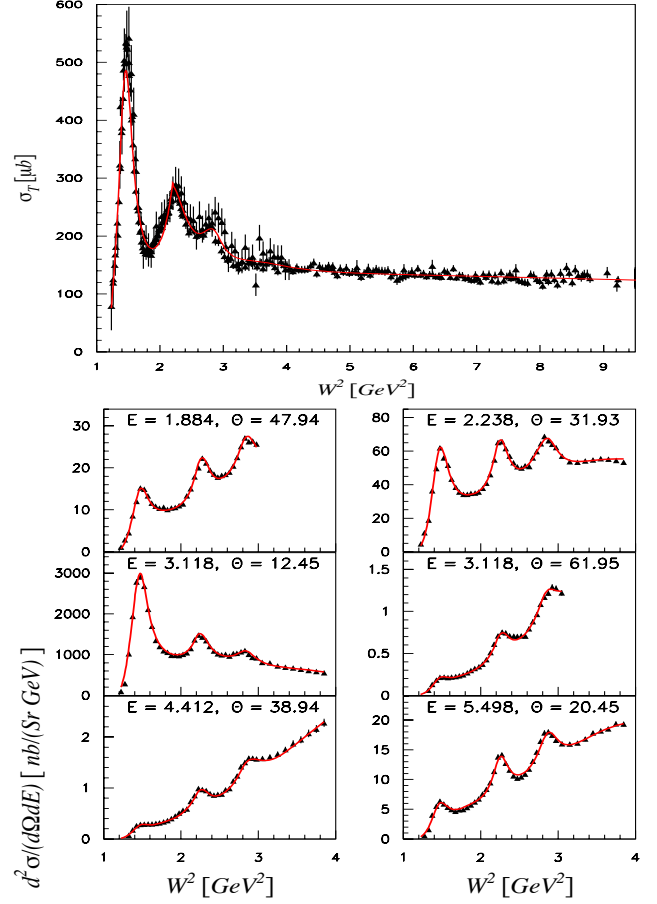 600
500
400
300
200
100
0
σ_T [μb]
1 2 3 4 5 6 7 8 9
W² [GeV²]
E = 1.884, Θ = 47.94
30
20
10
0
E = 2.238, Θ = 31.93
80
60
40
20
0
E = 3.118, Θ = 12.45
3000
2000
1000
0
E = 3.118, Θ = 61.95
1.5
1
0.5
0
E = 4.412, Θ = 38.94
2
1
0
E = 5.498, Θ = 20.45
20
15
10
5
0
d²σ/(dΩdE) [nb/(Sr GeV)]
1 2 3 4
1 2 3 4
W² [GeV²]
W² [GeV²]